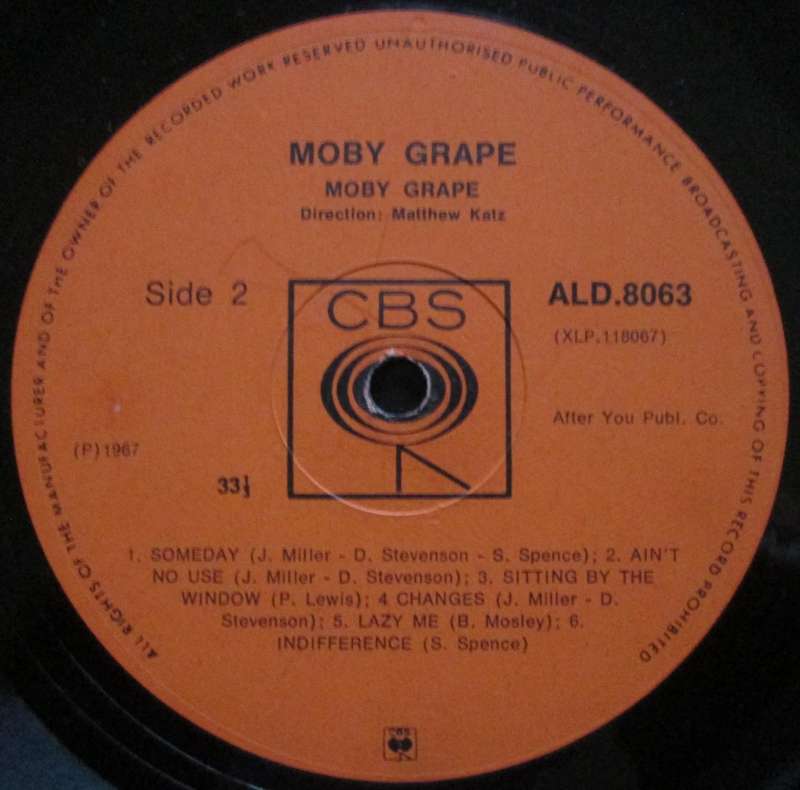 ALL RIGHTS OF THE MANUFACTURER AND OF THE OWNER OF THE RECORDED WORK RESERVED UNAUTHORISED PUBLIC PERFORMANCE BROADCASTING AND COPYING OF THIS RECORD PROHIBITED
MOBY GRAPE
MOBY GRAPE
Direction: Matthew Katz
Side 2
ALD.8063
CBS
(XLP.118067)
After You Publ. Co.
(P)1967
33⅓
1. SOMEDAY (J. Miller - D. Stevenson - S. Spence); 2. AIN'T
NO USE (J. Miller - D. Stevenson); 3. SITTING BY THE
WINDOW (P. Lewis); 4 CHANGES (J. Miller - D.
Stevenson); 5. LAZY ME (B. Mosley); 6.
INDIFFERENCE (S. Spence)
CBS